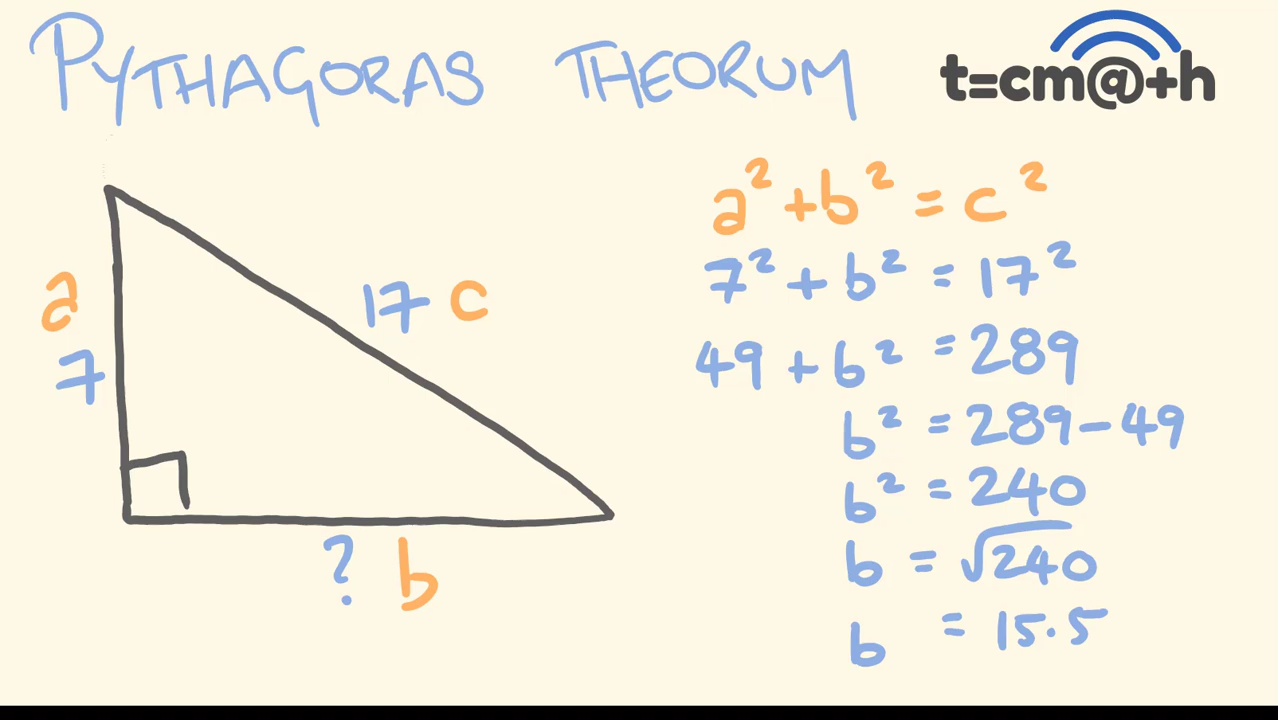 PYTHAGORAS THEORUM
t=cm@+h
a² + b² = c²
7² + b² = 17²
49 + b² = 289
b² = 289 - 49
b² = 240
b = √240
b = 15.5
a
7
17 c
? b